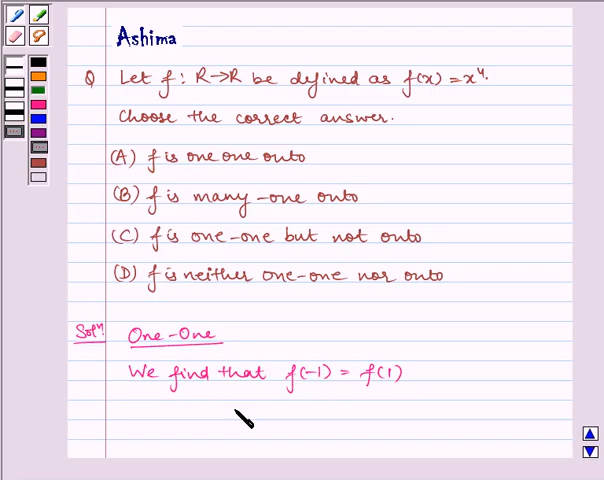 Ashima
Q Let f : R→R be defined as f(x) = x⁴.
Choose the correct answer.
(A) f is one one onto
(B) f is many-one onto
(C) f is one-one but not onto
(D) f is neither one-one nor onto
Solⁿ. One-One
We find that f(-1) = f(1)